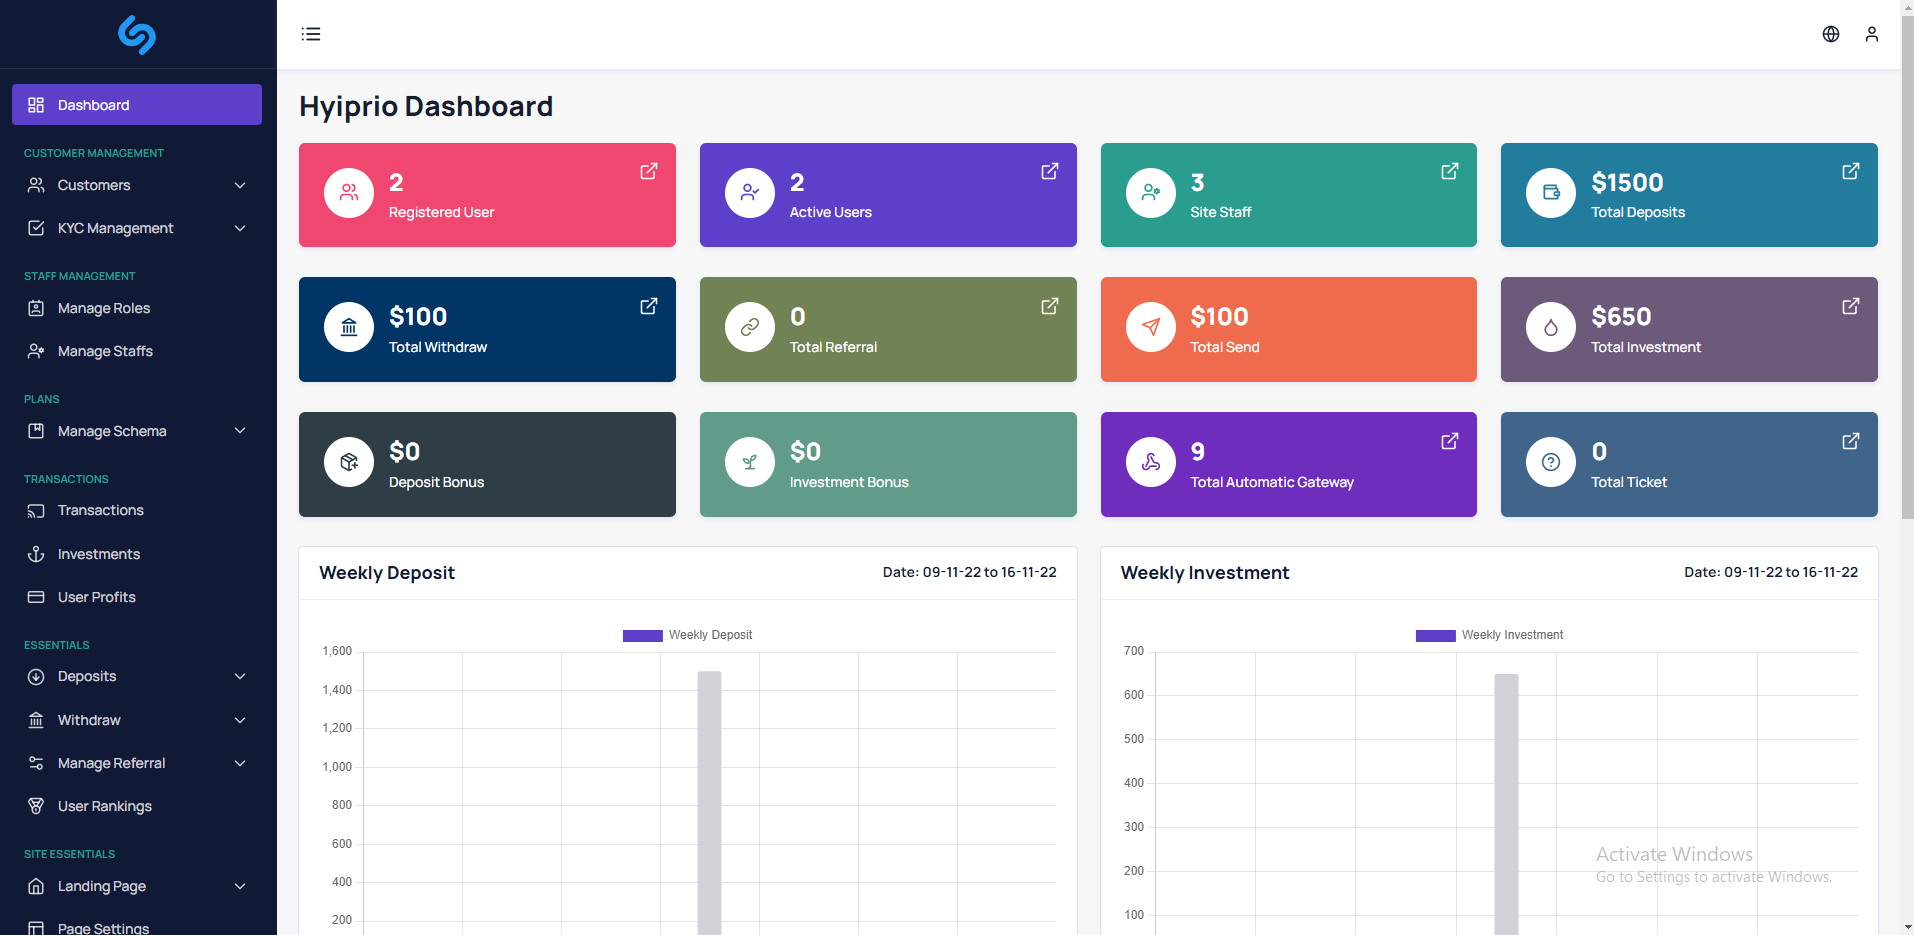 Dashboard
CUSTOMER MANAGEMENT
Customers
KYC Management
STAFF MANAGEMENT
Manage Roles
Manage Staffs
PLANS
Manage Schema
TRANSACTIONS
Transactions
Investments
User Profits
ESSENTIALS
Deposits
Withdraw
Manage Referral
User Rankings
SITE ESSENTIALS
Landing Page
Page Settings
Hyiprio Dashboard
2
Registered User
2
Active Users
3
Site Staff
$1500
Total Deposits
$100
Total Withdraw
0
Total Referral
$100
Total Send
$650
Total Investment
$0
Deposit Bonus
$0
Investment Bonus
9
Total Automatic Gateway
0
Total Ticket
Weekly Deposit
Date: 09-11-22 to 16-11-22
Weekly Deposit
1,600
1,400
1,200
1,000
800
600
400
200
Weekly Investment
Date: 09-11-22 to 16-11-22
Weekly Investment
700
600
500
400
300
200
100
Activate Windows
Go to Settings to activate Windows.